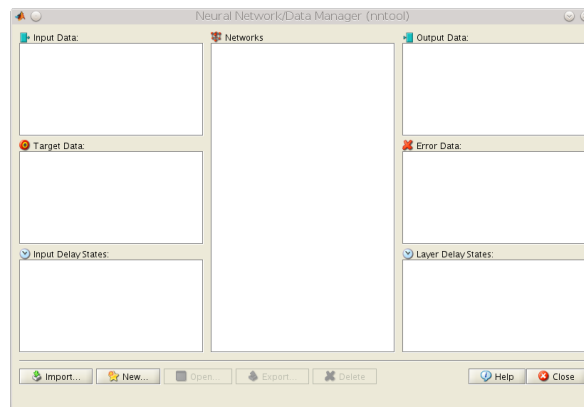 Neural Network/Data Manager (nntool)
Input Data:
Networks
Output Data:
Target Data:
Error Data:
Input Delay States:
Layer Delay States:
Import...
New...
Open...
Export...
Delete
Help
Close